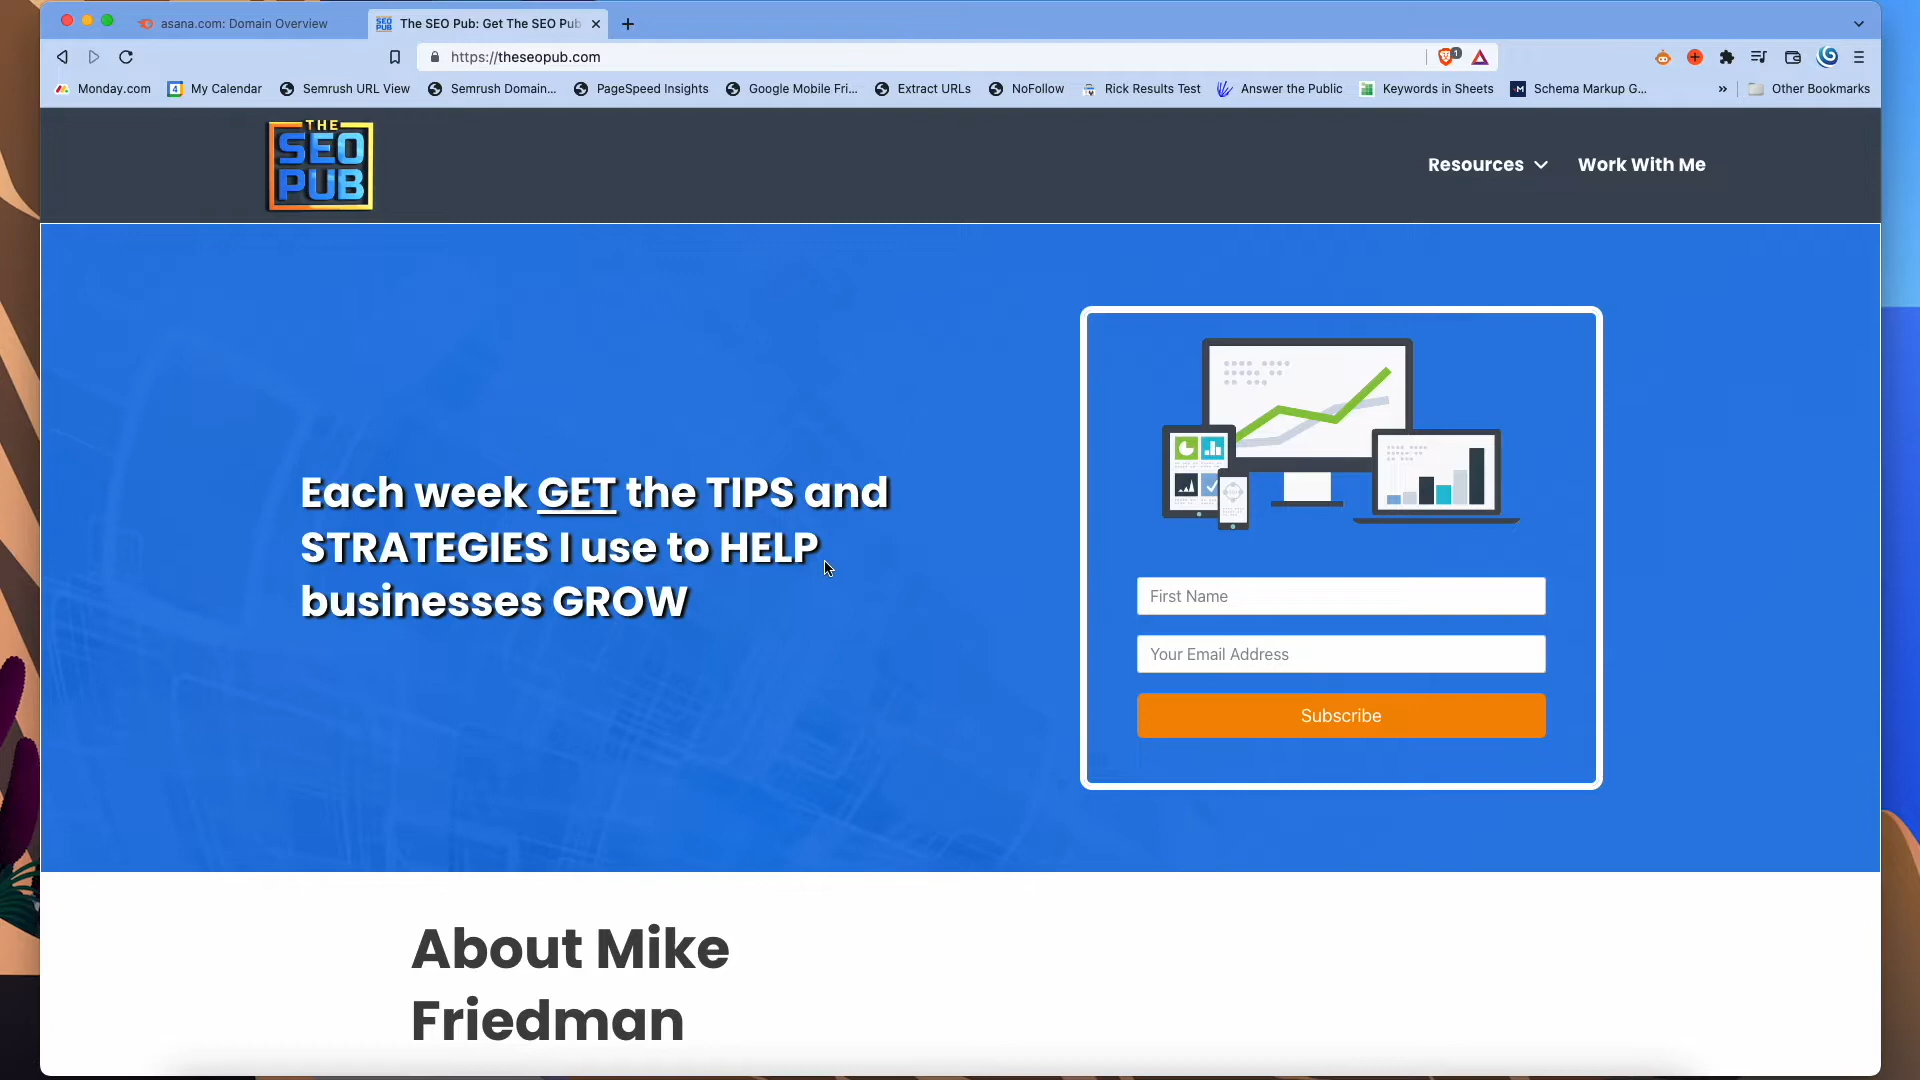 asana.com: Domain Overview
The SEO Pub: Get The SEO Pub
https://theseopub.com
1
Monday.com
4
My Calendar
Semrush URL View
Semrush Domain...
PageSpeed Insights
Google Mobile Fri...
Extract URLs
NoFollow
Rick Results Test
Answer the Public
Keywords in Sheets
M
Schema Markup G...
»
Other Bookmarks
THE
SEO
PUB
Resources
Work With Me
Each week GET the TIPS and
STRATEGIES I use to HELP
businesses GROW
First Name
Your Email Address
Subscribe
About Mike
Friedman